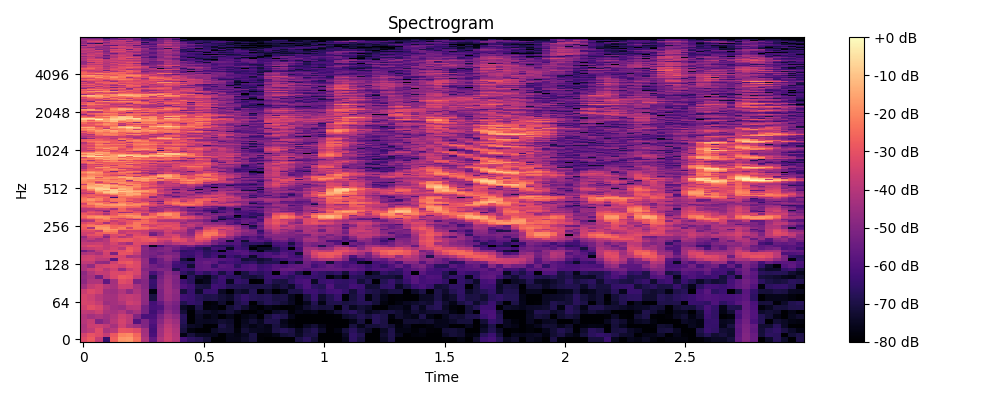 Spectrogram
Hz
4096
2048
1024
512
256
128
64
0
0
0.5
1
1.5
2
2.5
Time
+0 dB
-10 dB
-20 dB
-30 dB
-40 dB
-50 dB
-60 dB
-70 dB
-80 dB